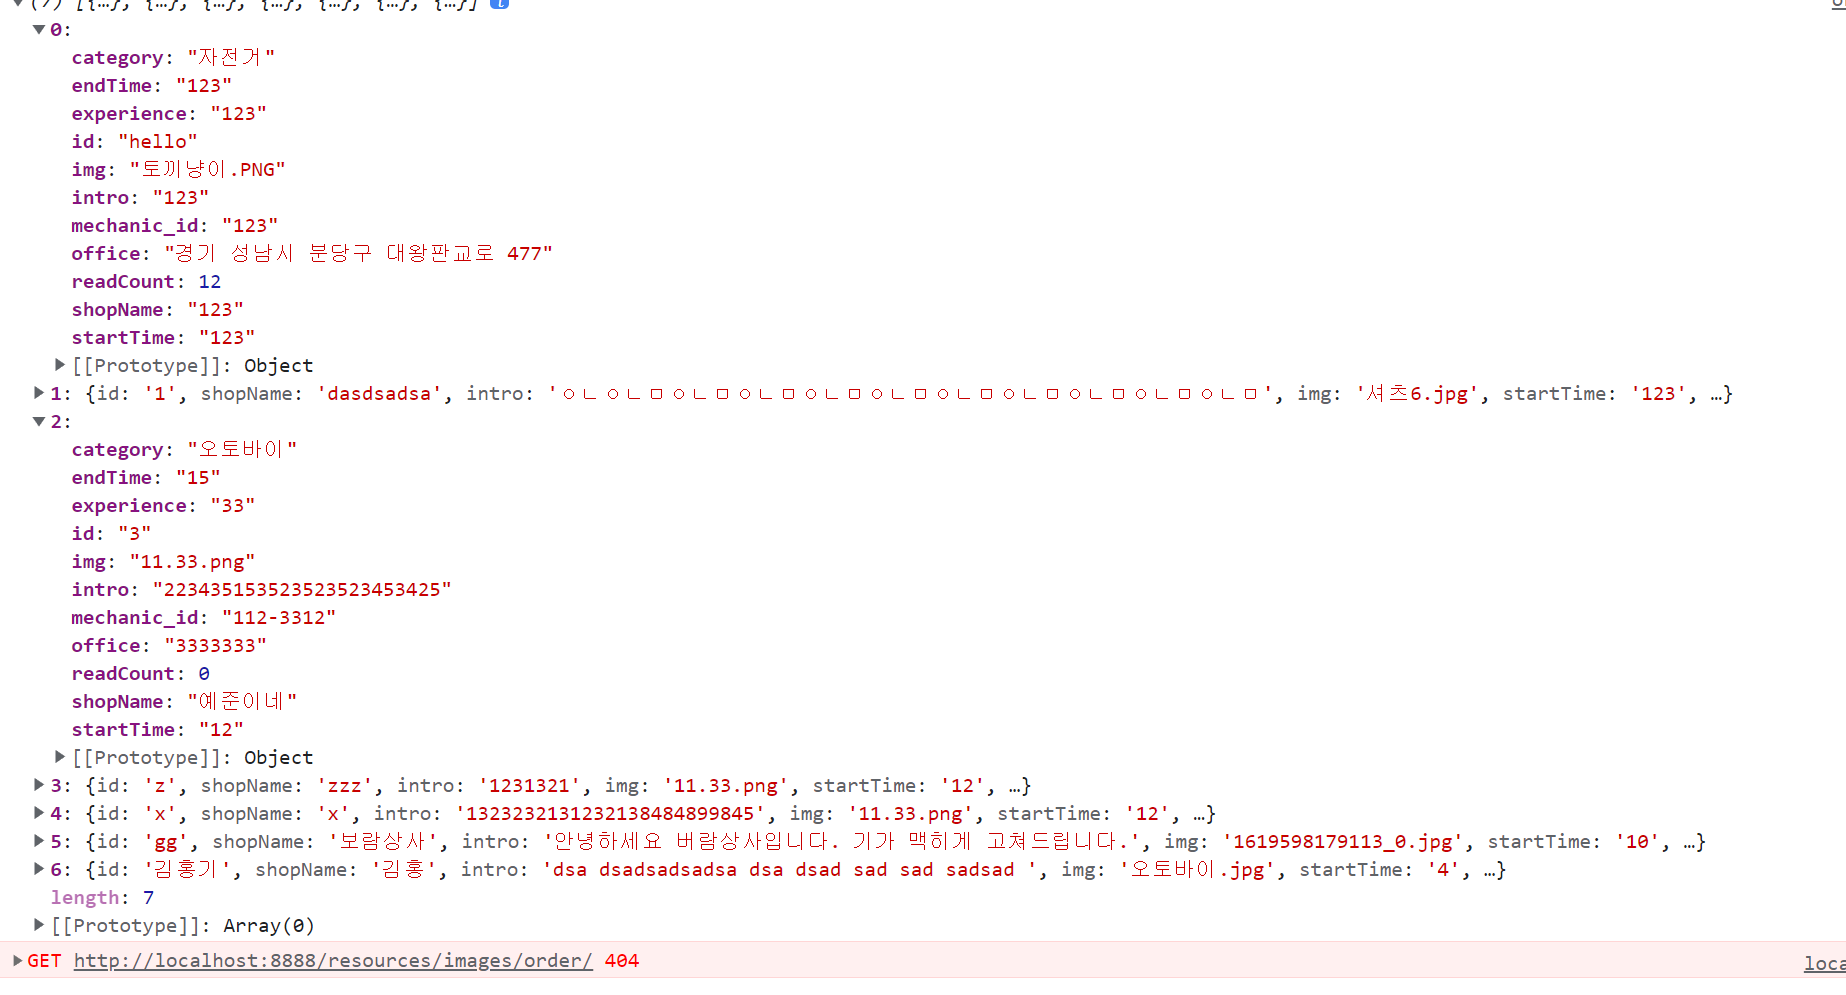 (7) [{…}, {…}, {…}, {…}, {…}, {…}, {…}]
0:
category: "자전거"
endTime: "123"
experience: "123"
id: "hello"
img: "토끼냥이.PNG"
intro: "123"
mechanic_id: "123"
office: "경기 성남시 분당구 대왕판교로 477"
readCount: 12
shopName: "123"
startTime: "123"
[[Prototype]]: Object
1: {id: '1', shopName: 'dasdsadsa', intro: 'ㅇㄴㅇㄴㅁㅇㄴㅁㅇㄴㅁㅇㄴㅁㅇㄴㅁㅇㄴㅁㅇㄴㅁㅇㄴㅁㅇㄴㅁㅇㄴㅁ', img: '셔츠6.jpg', startTime: '123', …}
2:
category: "오토바이"
endTime: "15"
experience: "33"
id: "3"
img: "11.33.png"
intro: "2234351535235235234​53425"
mechanic_id: "112-3312"
office: "3333333"
readCount: 0
shopName: "예준이네"
startTime: "12"
[[Prototype]]: Object
3: {id: 'z', shopName: 'zzz', intro: '1231321', img: '11.33.png', startTime: '12', …}
4: {id: 'x', shopName: 'x', intro: '13232321312321384848​99845', img: '11.33.png', startTime: '12', …}
5: {id: 'gg', shopName: '보람상사', intro: '안녕하세요 버람상사입니다. 기가 맥히게 고쳐드립니다.', img: '1619598179113_0.jpg', startTime: '10', …}
6: {id: '김홍기', shopName: '김홍', intro: 'dsa dsadsadsadsa dsa dsad sad sad sadsad ', img: '오토바이.jpg', startTime: '4', …}
length: 7
[[Prototype]]: Array(0)
GET http://localhost:8888/resources/images/order/ 404
loca